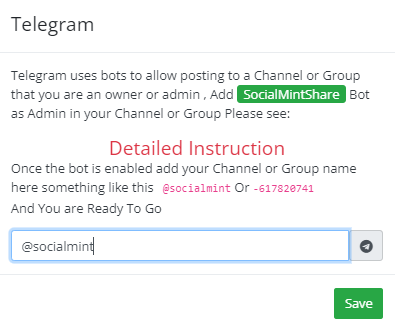 Telegram
Telegram uses bots to allow posting to a Channel or Group
that you are an owner or admin , Add SocialMintShare Bot
as Admin in your Channel or Group Please see:
Detailed Instruction
Once the bot is enabled add your Channel or Group name
here something like this @socialmint Or -617820741
And You are Ready To Go
@socialmint
Save